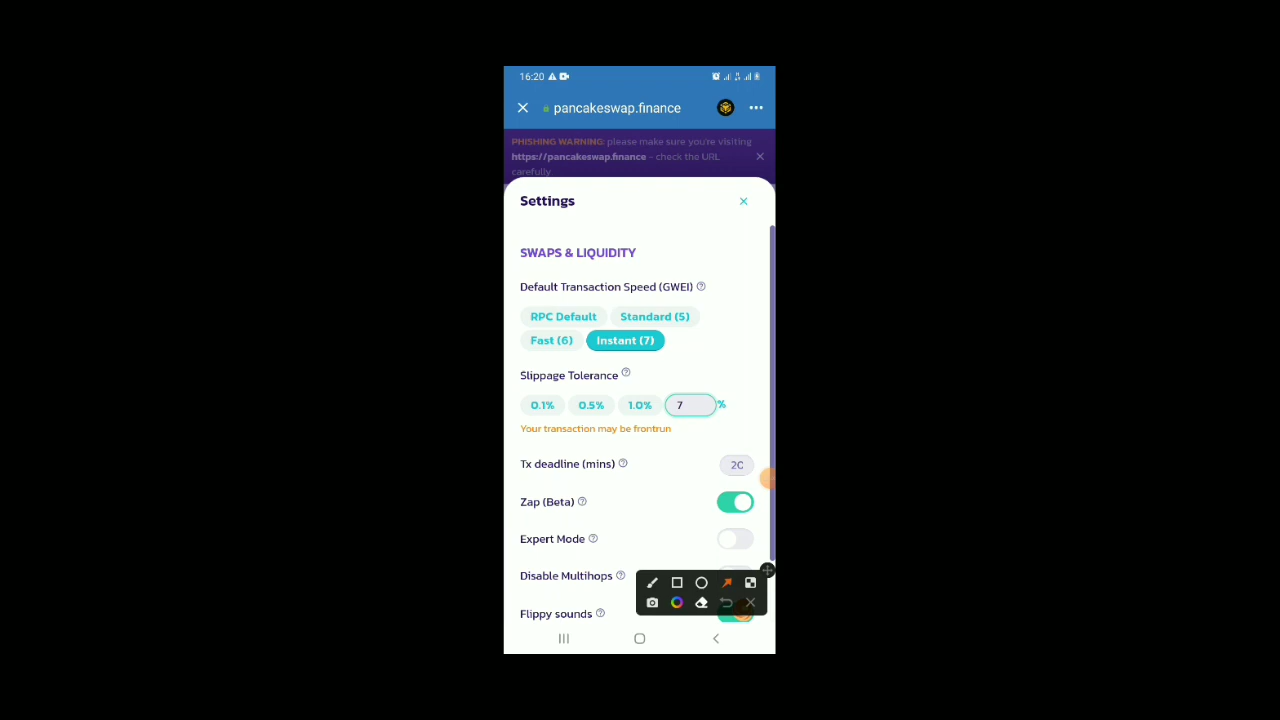 16:20
pancakeswap.finance
PHISHING WARNING: please make sure you're visiting
https://pancakeswap.finance - check the URL
carefully
Settings
SWAPS & LIQUIDITY
Default Transaction Speed (GWEI)
RPC Default Standard (5)
Fast (6) Instant (7)
Slippage Tolerance
0.1% 0.5% 1.0% 7 %
Your transaction may be frontrun
Tx deadline (mins) 20
Zap (Beta)
Expert Mode
Disable Multihops
Flippy sounds